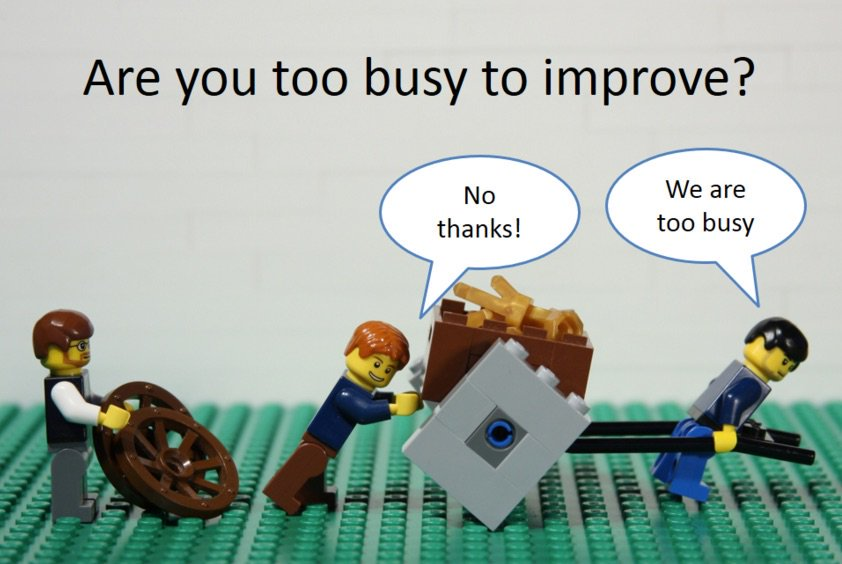 Are you too busy to improve?
No
thanks!
We are
too busy